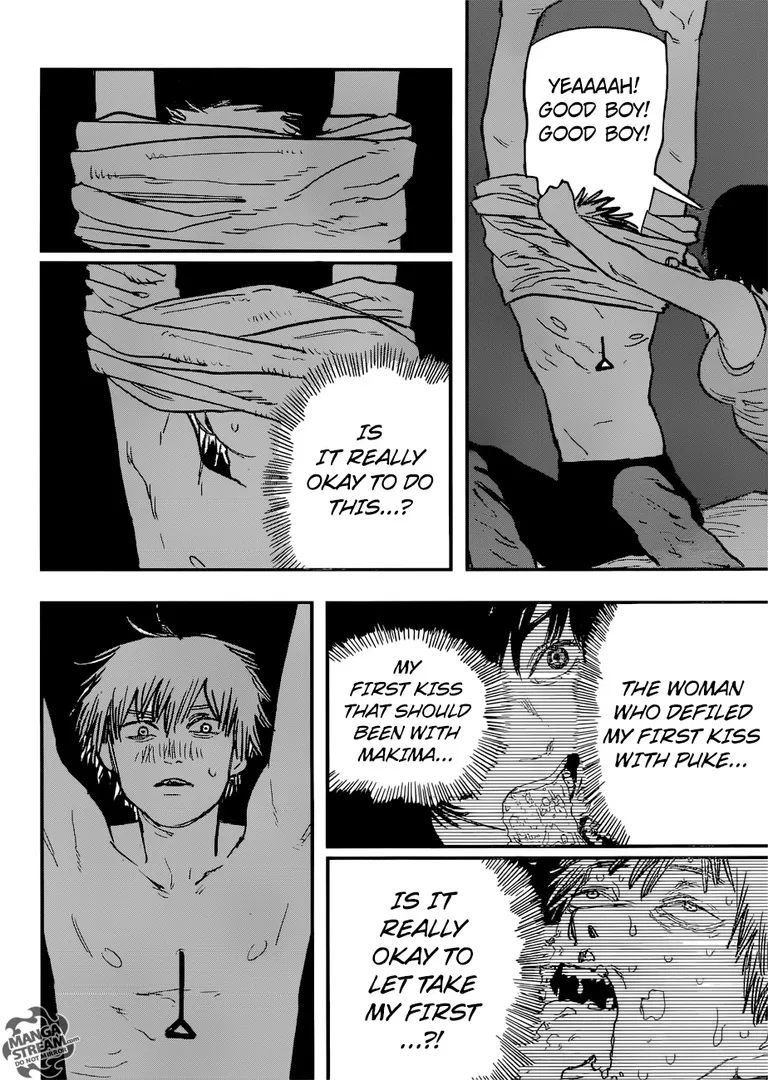 YEAAAAH!
GOOD BOY!
GOOD BOY!
IS
IT REALLY
OKAY TO DO
THIS...?
THE WOMAN
WHO DEFILED
MY FIRST KISS
WITH PUKE...
MY
FIRST KISS
THAT SHOULD
BEEN WITH
MAKIMA...
IS IT
REALLY
OKAY TO
LET TAKE
MY FIRST
...?!
MANGA
STREAM.com
DO NOT MIRROR